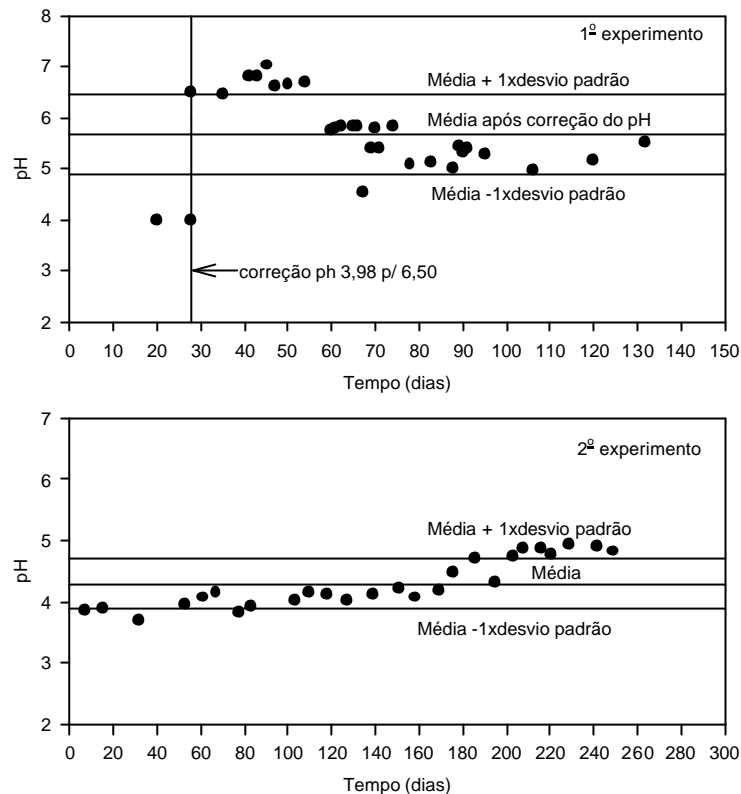 8
1º experimento
7
Média + 1xdesvio padrão
6
Média após correção do pH
pH
5
Média -1xdesvio padrão
4
3
correção ph 3,98 p/ 6,50
2
0 10 20 30 40 50 60 70 80 90 100 110 120 130 140 150
Tempo (dias)
7
2º experimento
6
Média + 1xdesvio padrão
5
Média
pH
4
Média -1xdesvio padrão
3
2
0 20 40 60 80 100 120 140 160 180 200 220 240 260 280 300
Tempo (dias)